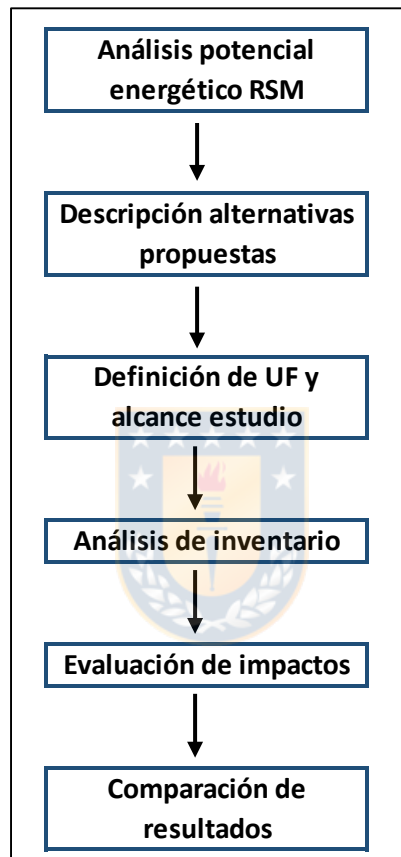 Análisis potencial
energético RSM
Descripción alternativas
propuestas
Definición de UF y
alcance estudio
Análisis de inventario
Evaluación de impactos
Comparación de
resultados